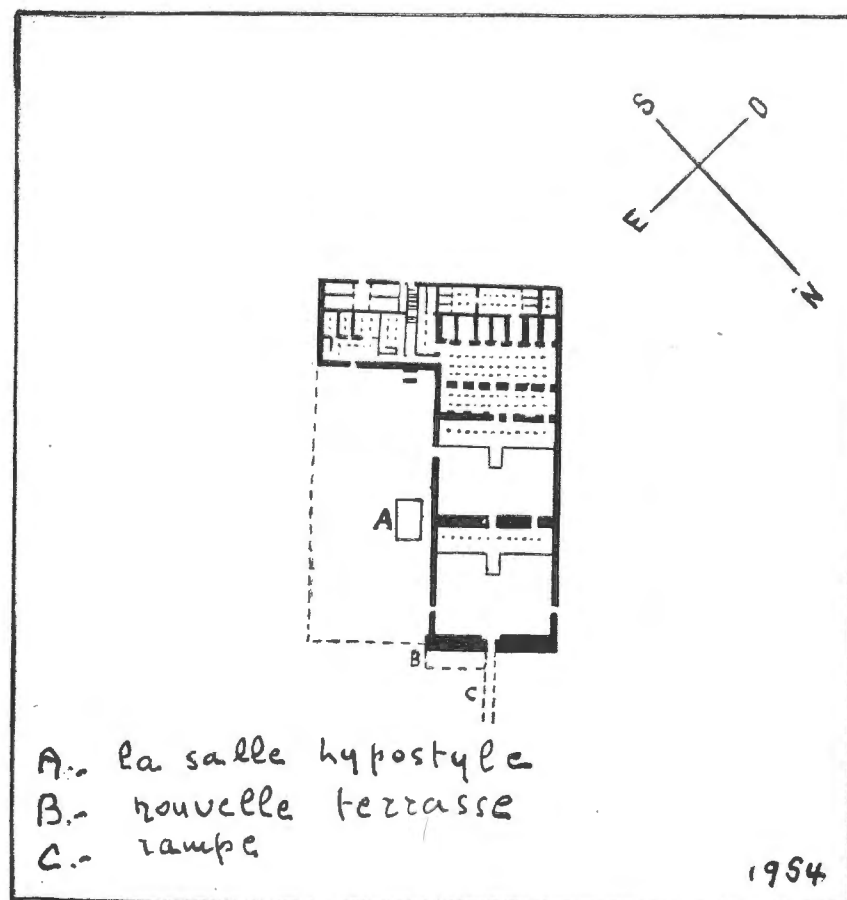 S O
E N
A
B
C
A.- la salle hypostyle
B.- nouvelle terrasse
C.- rampe
1954